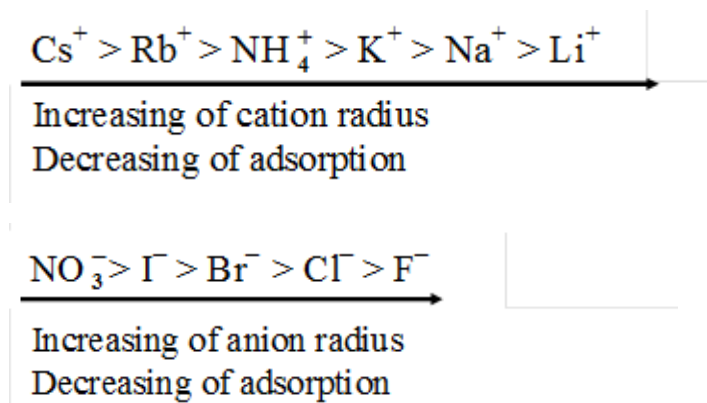 Cs⁺ > Rb⁺ > NH₄⁺ > K⁺ > Na⁺ > Li⁺
Increasing of cation radius
Decreasing of adsorption
NO₃⁻ > I⁻ > Br⁻ > Cl⁻ > F⁻
Increasing of anion radius
Decreasing of adsorption